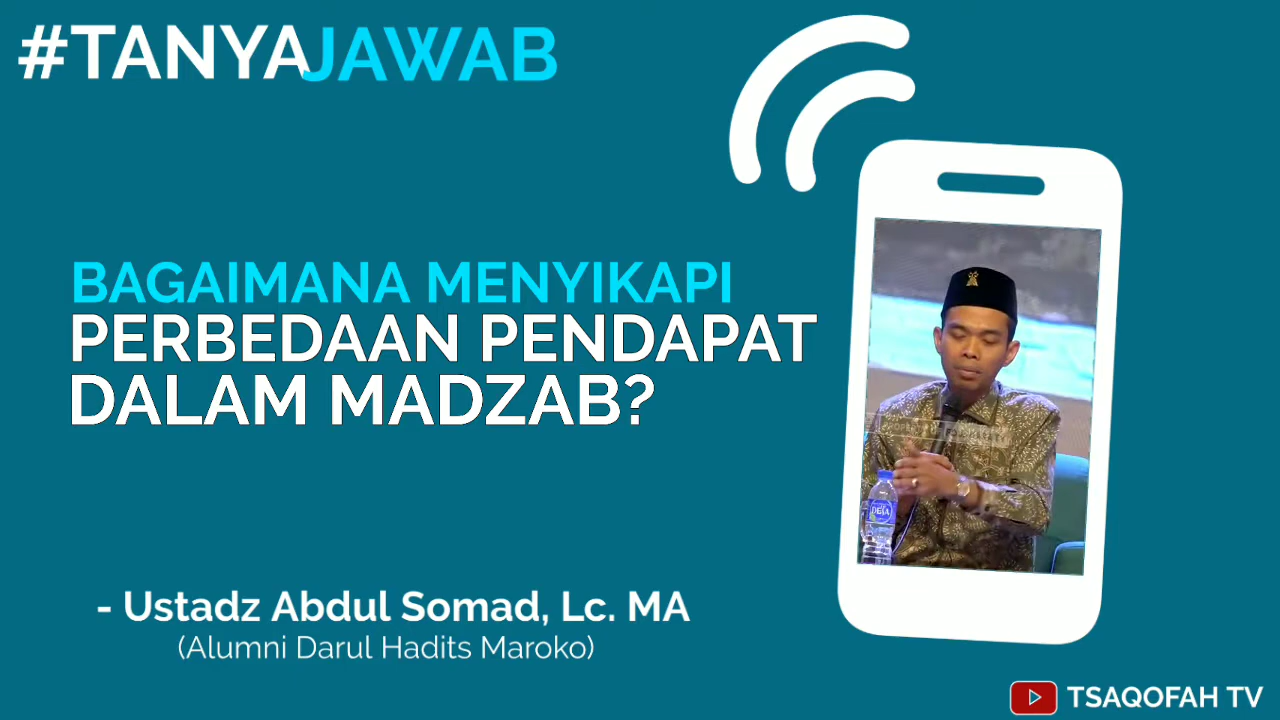 #TANYAJAWAB
BAGAIMANA MENYIKAPI
PERBEDAAN PENDAPAT
DALAM MADZAB?
- Ustadz Abdul Somad, Lc. MA
(Alumni Darul Hadits Maroko)
TSAQOFAH TV